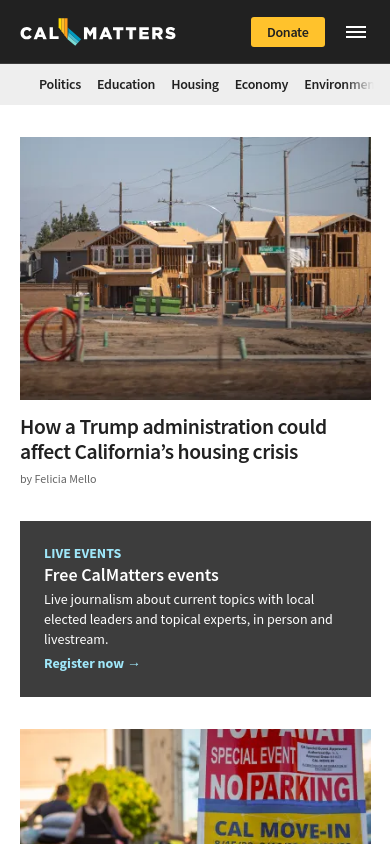 CALMATTERS
Donate
Politics Education Housing Economy Environmen
How a Trump administration could
affect California's housing crisis
by Felicia Mello
LIVE EVENTS
Free CalMatters events
Live journalism about current topics with local
elected leaders and topical experts, in person and
livestream.
Register now →
TOW AWAY
SPECIAL EVENT
NO PARKING
CAL MOVE-IN